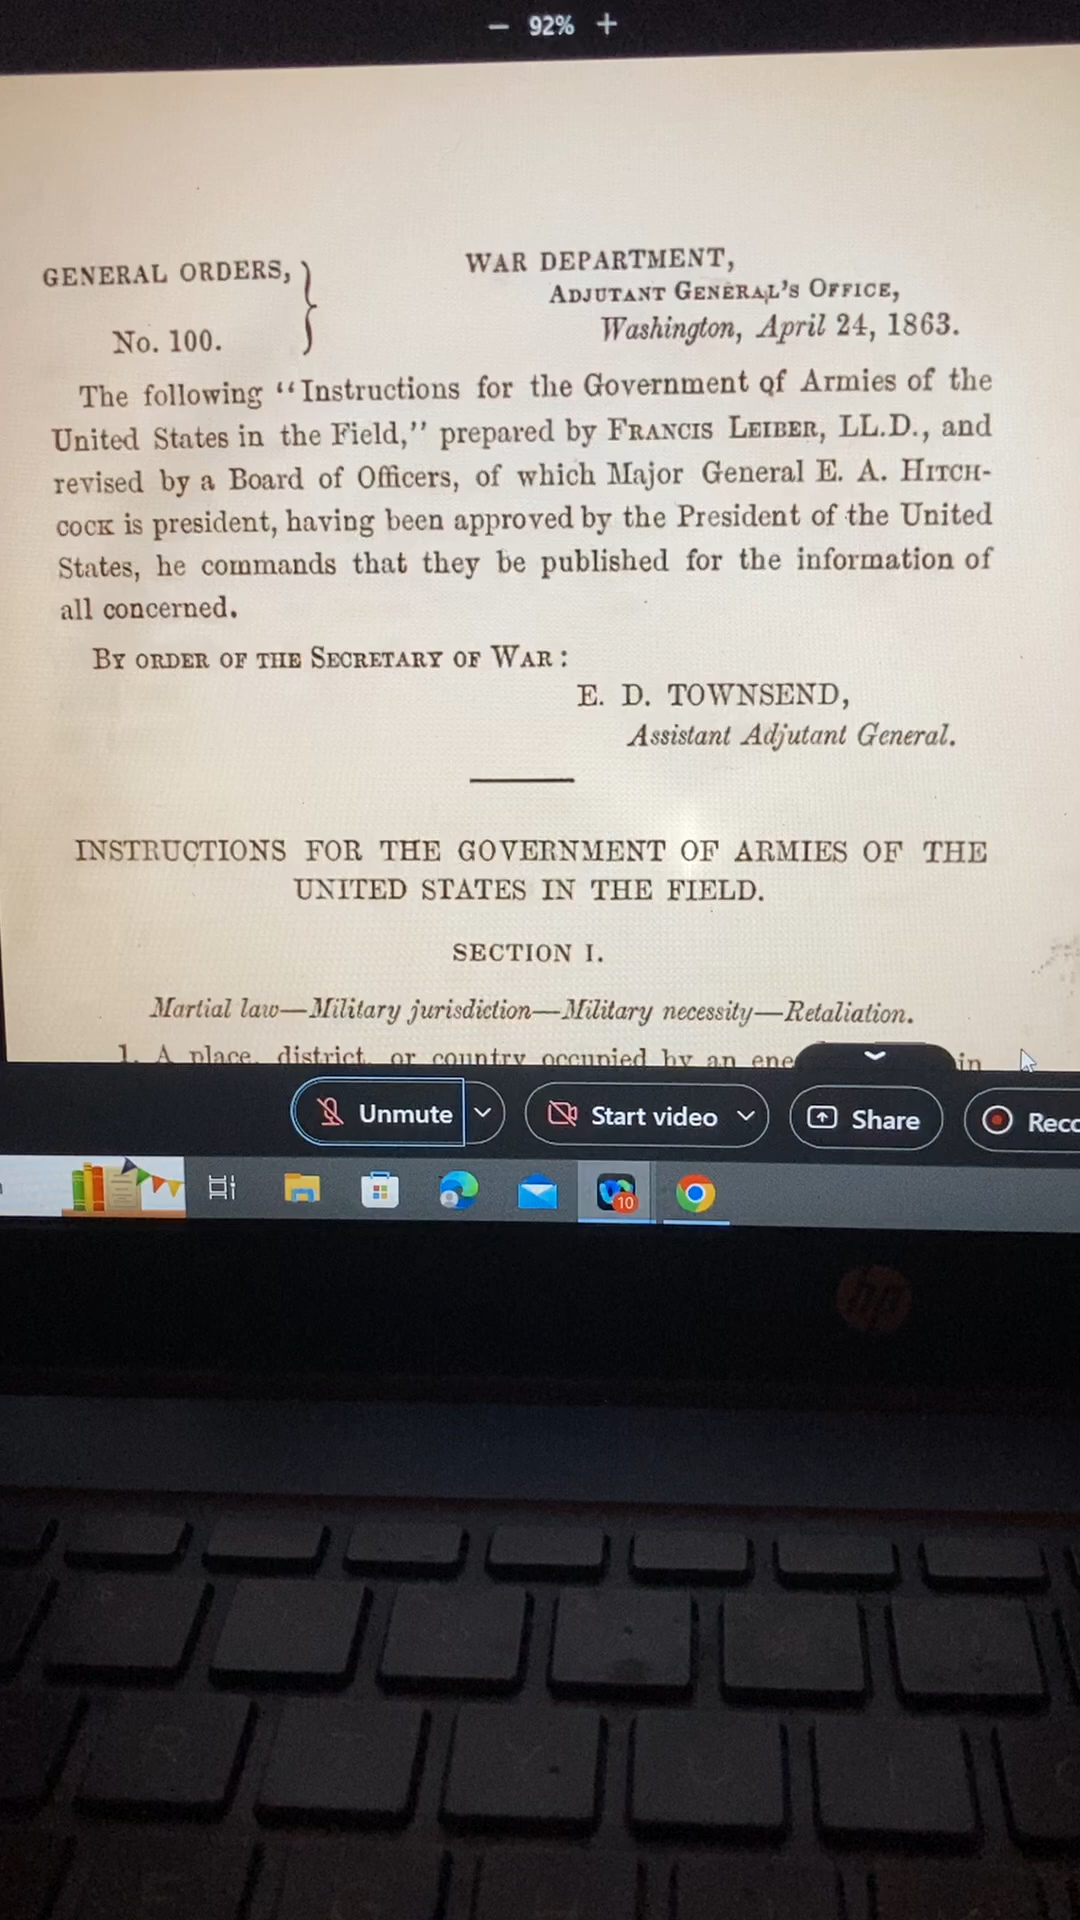 — 92% +
GENERAL ORDERS,
No. 100.
WAR DEPARTMENT,
ADJUTANT GENERAL'S OFFICE,
Washington, April 24, 1863.
The following “Instructions for the Government of Armies of the
United States in the Field,” prepared by FRANCIS LEIBER, LL.D., and
revised by a Board of Officers, of which Major General E. A. HITCH-
COCK is president, having been approved by the President of the United
States, he commands that they be published for the information of
all concerned.
BY ORDER OF THE SECRETARY OF WAR:
E. D. TOWNSEND,
Assistant Adjutant General.
INSTRUCTIONS FOR THE GOVERNMENT OF ARMIES OF THE
UNITED STATES IN THE FIELD.
SECTION I.
Martial law—Military jurisdiction—Military necessity—Retaliation.
1. A place, district, or country occupied by an ene in
Unmute Start video Share Reco
10
hp